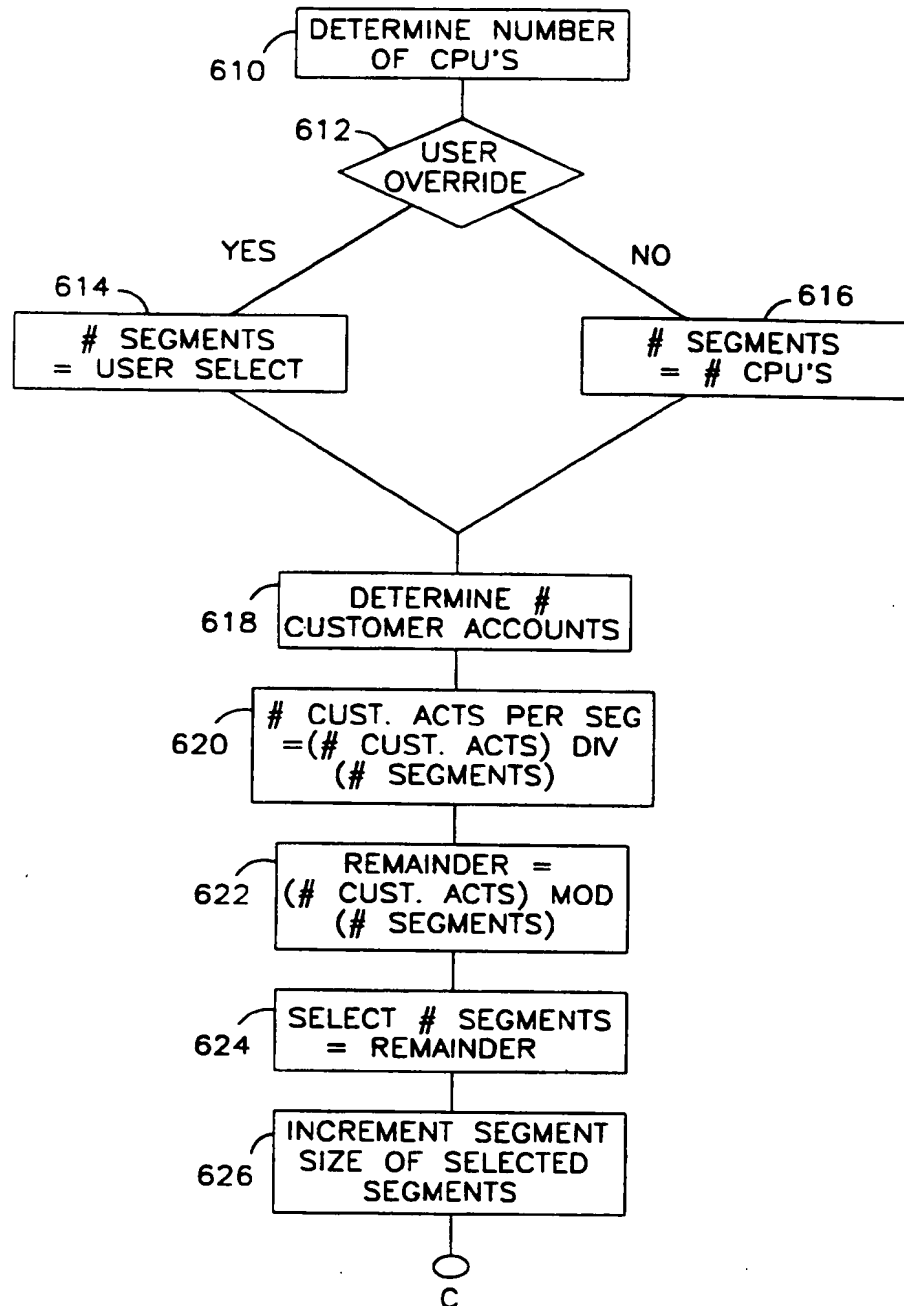 DETERMINE NUMBER
OF CPU'S
610
612
USER
OVERRIDE
YES
NO
614
616
# SEGMENTS
= USER SELECT
# SEGMENTS
= # CPU'S
618
DETERMINE #
CUSTOMER ACCOUNTS
620
# CUST. ACTS PER SEG
=(# CUST. ACTS) DIV
(# SEGMENTS)
622
REMAINDER =
(# CUST. ACTS) MOD
(# SEGMENTS)
624
SELECT # SEGMENTS
= REMAINDER
626
INCREMENT SEGMENT
SIZE OF SELECTED
SEGMENTS
C